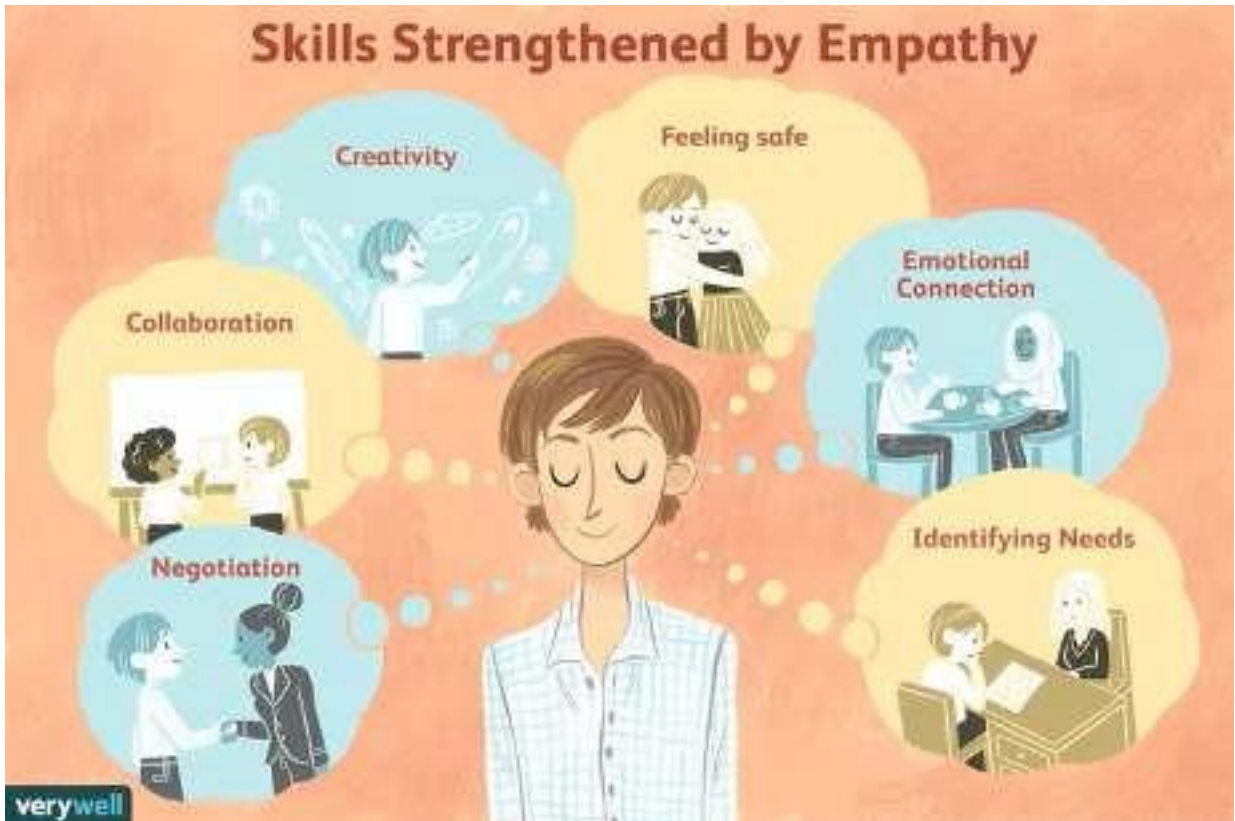 Skills Strengthened by Empathy
Creativity
Feeling safe
Emotional
Connection
Collaboration
Identifying Needs
Negotiation
verywell